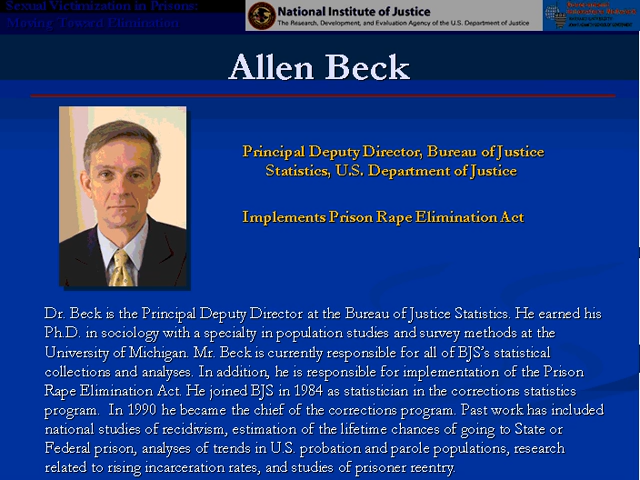 Sexual Victimization in Prisons:
Moving Toward Elimination
National Institute of Justice
The Research, Development, and Evaluation Agency of the U.S. Department of Justice
Allen Beck
Principal Deputy Director, Bureau of Justice
Statistics, U.S. Department of Justice
Implements Prison Rape Elimination Act
Dr. Beck is the Principal Deputy Director at the Bureau of Justice Statistics. He earned his
Ph.D. in sociology with a specialty in population studies and survey methods at the
University of Michigan. Mr. Beck is currently responsible for all of BJS's statistical
collections and analyses. In addition, he is responsible for implementation of the Prison
Rape Elimination Act. He joined BJS in 1984 as statistician in the corrections statistics
program. In 1990 he became the chief of the corrections program. Past work has included
national studies of recidivism, estimation of the lifetime chances of going to State or
Federal prison, analyses of trends in U.S. probation and parole populations, research
related to rising incarceration rates, and studies of prisoner reentry.